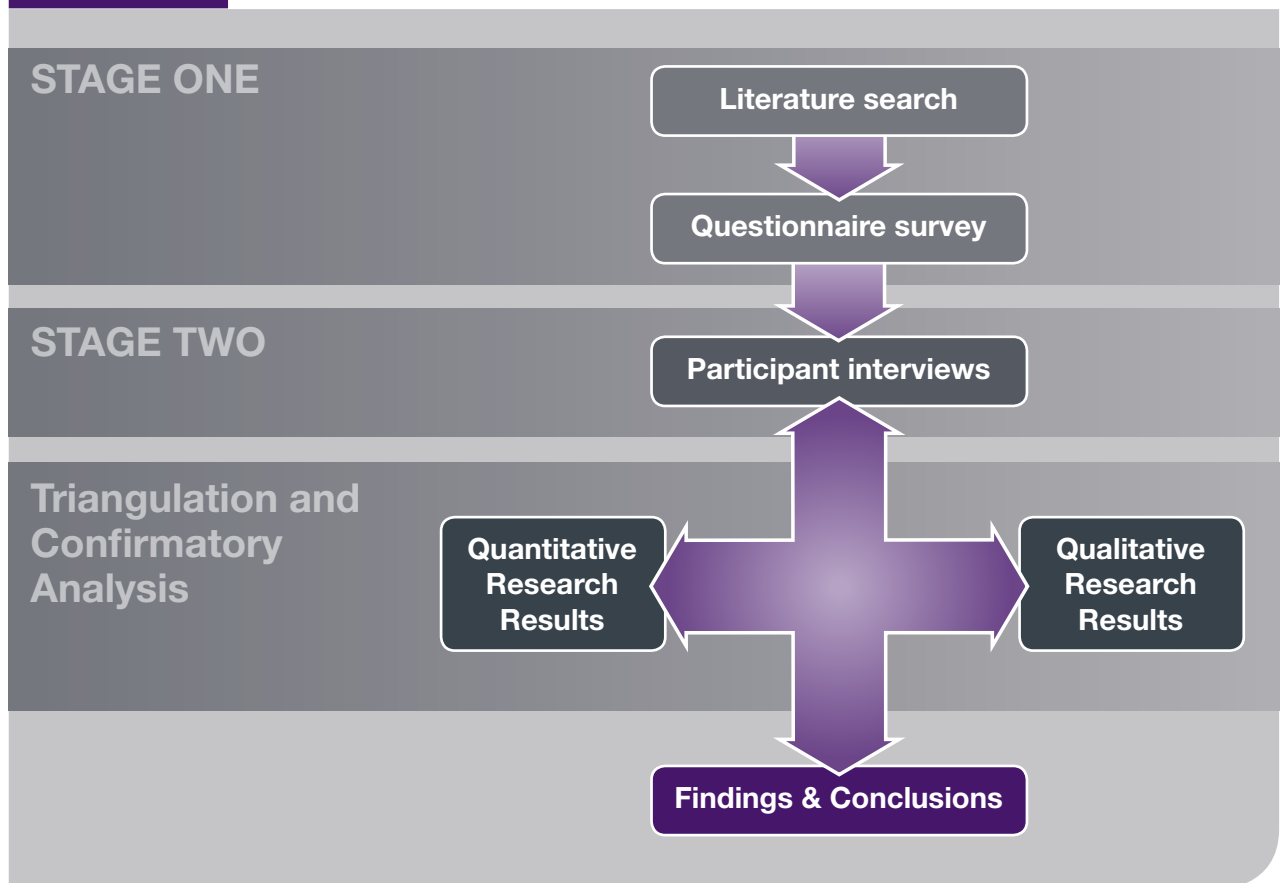 STAGE ONE
Literature search
Questionnaire survey
STAGE TWO
Participant interviews
Triangulation and
Confirmatory
Analysis
Quantitative
Research
Results
Qualitative
Research
Results
Findings & Conclusions